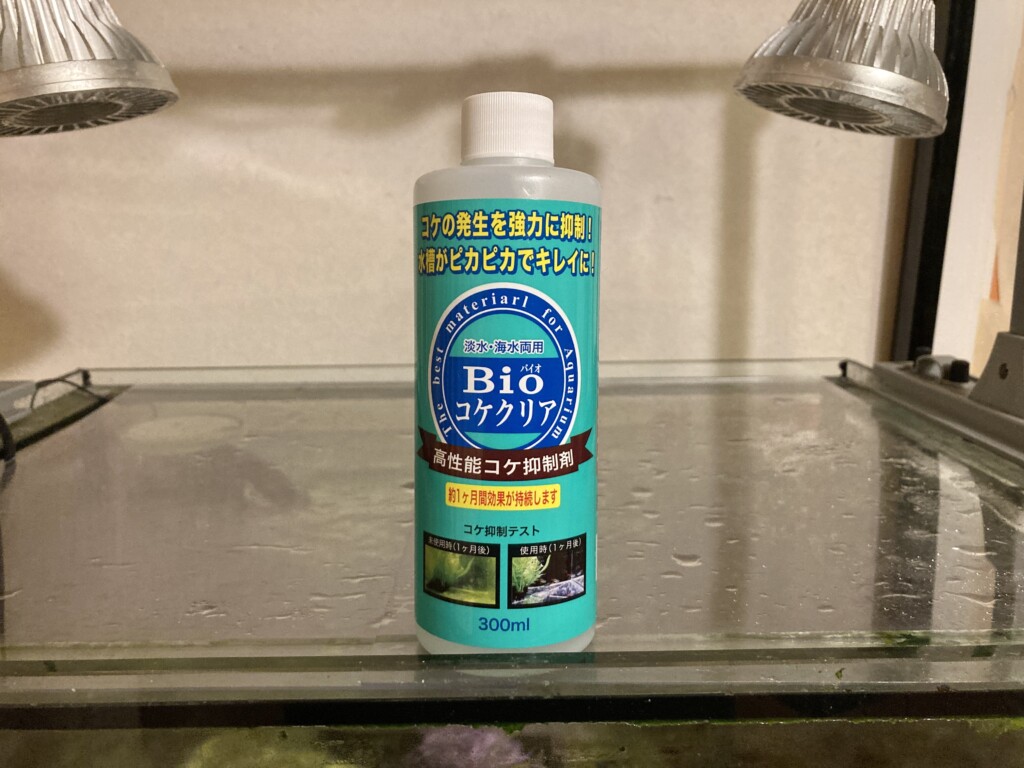 コケの発生を強力に抑制!
水槽がピカピカでキレイに!
The best materiarl for Aquarium
淡水・海水両用
バイオ
Bio
コケクリア
高性能コケ抑制剤
約1ヶ月間効果が持続します
コケ抑制テスト
未使用時(1ヶ月後)
使用時(1ヶ月後)
300ml